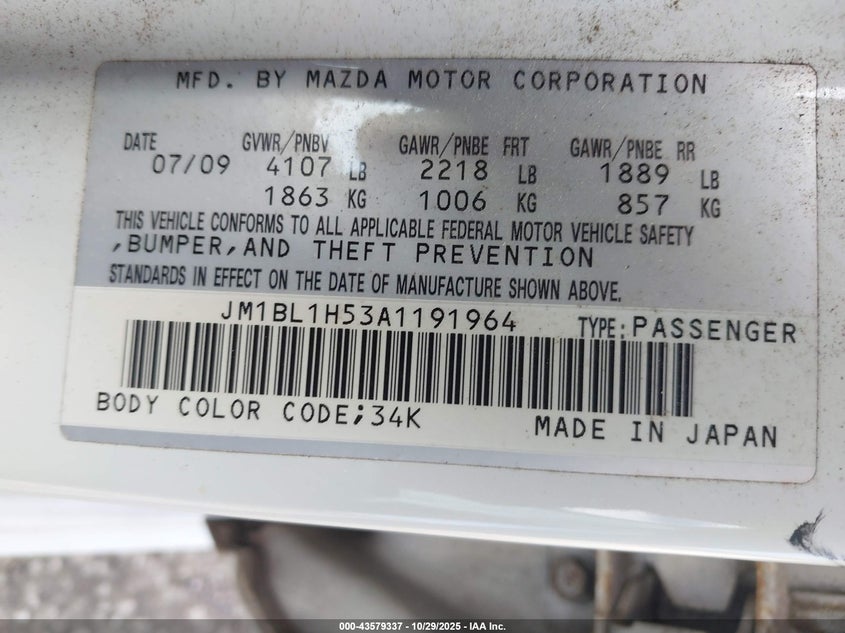 MFD. BY MAZDA MOTOR CORPORATION
DATE GVWR/PNBV GAWR/PNBE FRT GAWR/PNBE RR
07/09 4107 LB 2218 LB 1889 LB
1863 KG 1006 KG 857 KG
THIS VEHICLE CONFORMS TO ALL APPLICABLE FEDERAL MOTOR VEHICLE SAFETY
,BUMPER,AND THEFT PREVENTION
STANDARDS IN EFFECT ON THE DATE OF MANUFACTURE SHOWN ABOVE.
JM1BL1H53A1191964 TYPE:PASSENGER
BODY COLOR CODE;34K MADE IN JAPAN
000-43579337 - 10/29/2025 - IAA Inc.